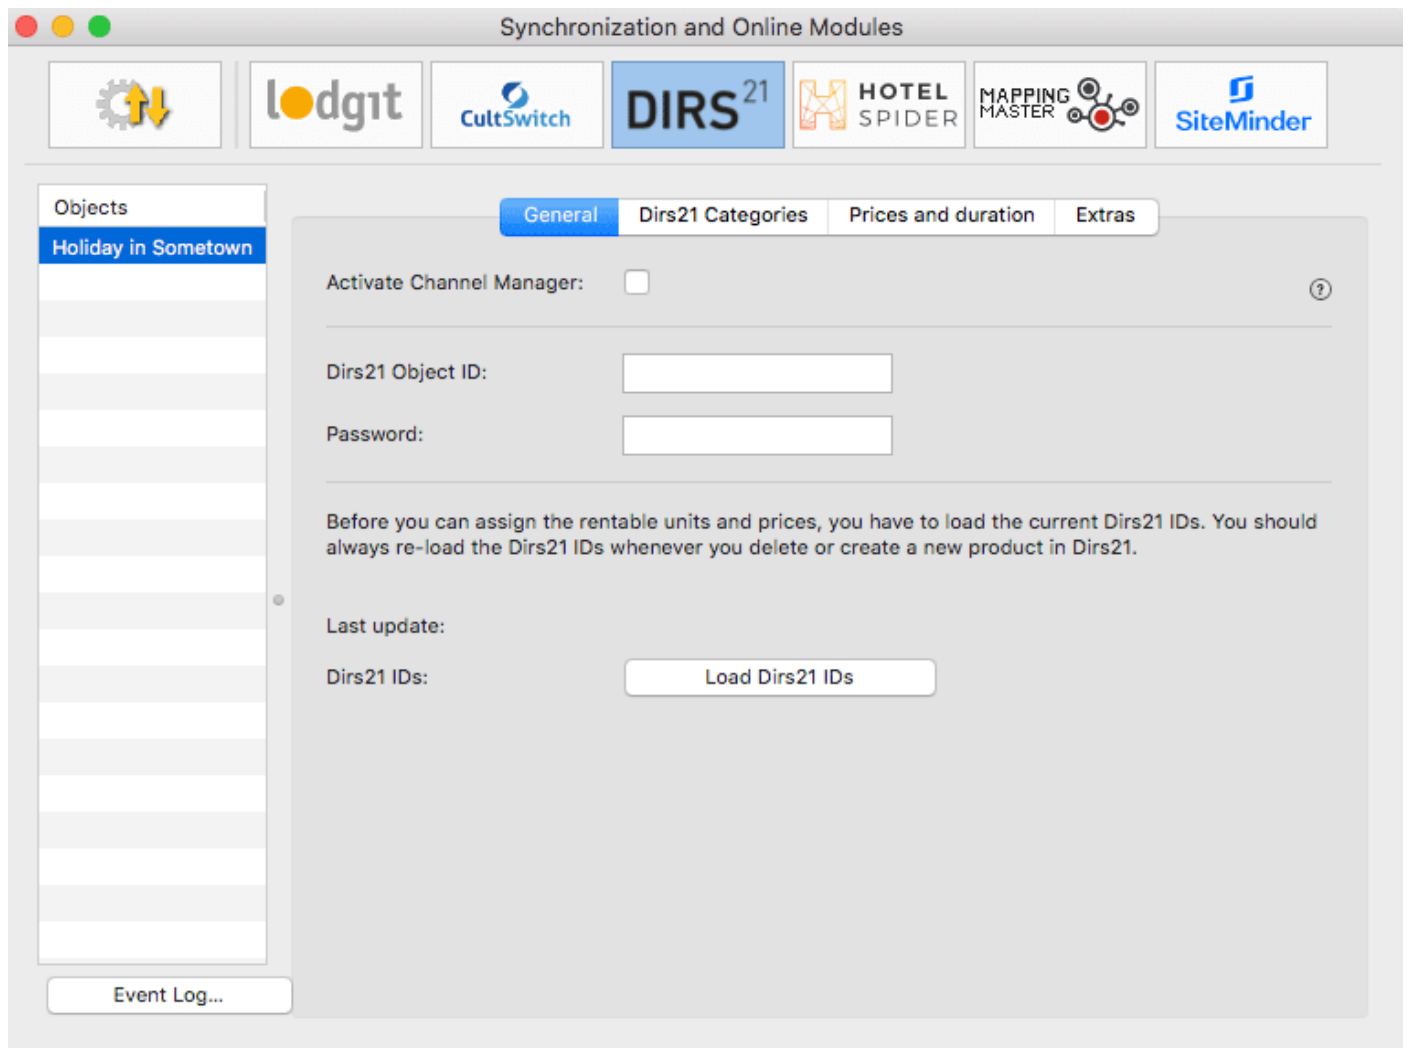 Synchronization and Online Modules
lodgıt
CultSwitch
DIRS21
HOTEL
SPIDER
MAPPING
MASTER
SiteMinder
Objects
Holiday in Sometown
General
Dirs21 Categories
Prices and duration
Extras
Activate Channel Manager:
?
Dirs21 Object ID:
Password:
Before you can assign the rentable units and prices, you have to load the current Dirs21 IDs. You should
always re-load the Dirs21 IDs whenever you delete or create a new product in Dirs21.
Last update:
Dirs21 IDs:
Load Dirs21 IDs
Event Log...